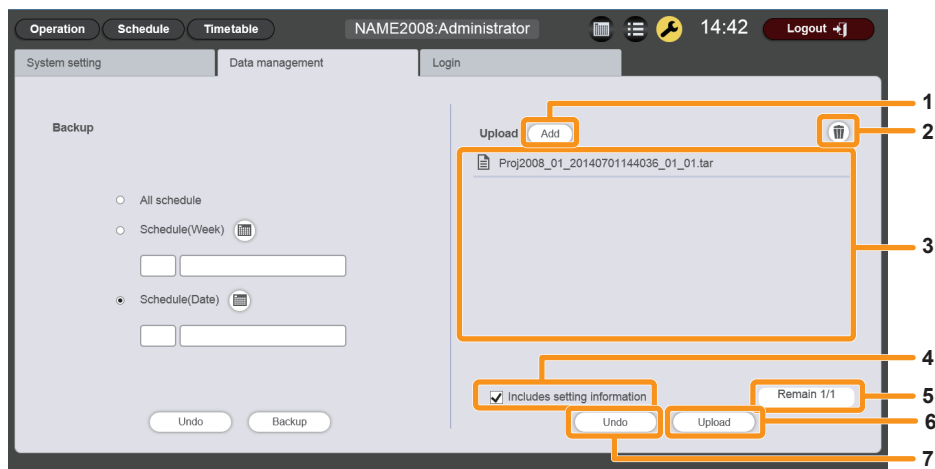 Operation Schedule Timetable NAME2008:Administrator 14:42 Logout
System setting Data management Login
Backup
All schedule
Schedule(Week)
Schedule(Date)
Undo Backup
Upload Add
Proj2008_01_20140701144036_01_01.tar
Includes setting information Remain 1/1
Undo Upload
1
2
3
4
5
6
7